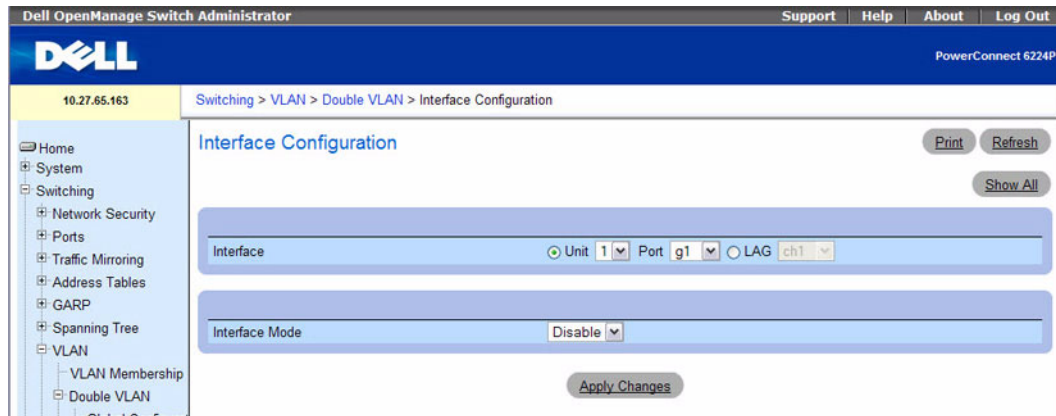 Dell OpenManage Switch Administrator
Support Help About Log Out
DELL
PowerConnect 6224P
10.27.65.163
Switching > VLAN > Double VLAN > Interface Configuration
Home
System
Switching
Network Security
Ports
Traffic Mirroring
Address Tables
GARP
Spanning Tree
VLAN
VLAN Membership
Double VLAN
Interface Configuration
Print Refresh
Show All
Interface
Unit 1 Port g1 LAG ch1
Interface Mode
Disable
Apply Changes